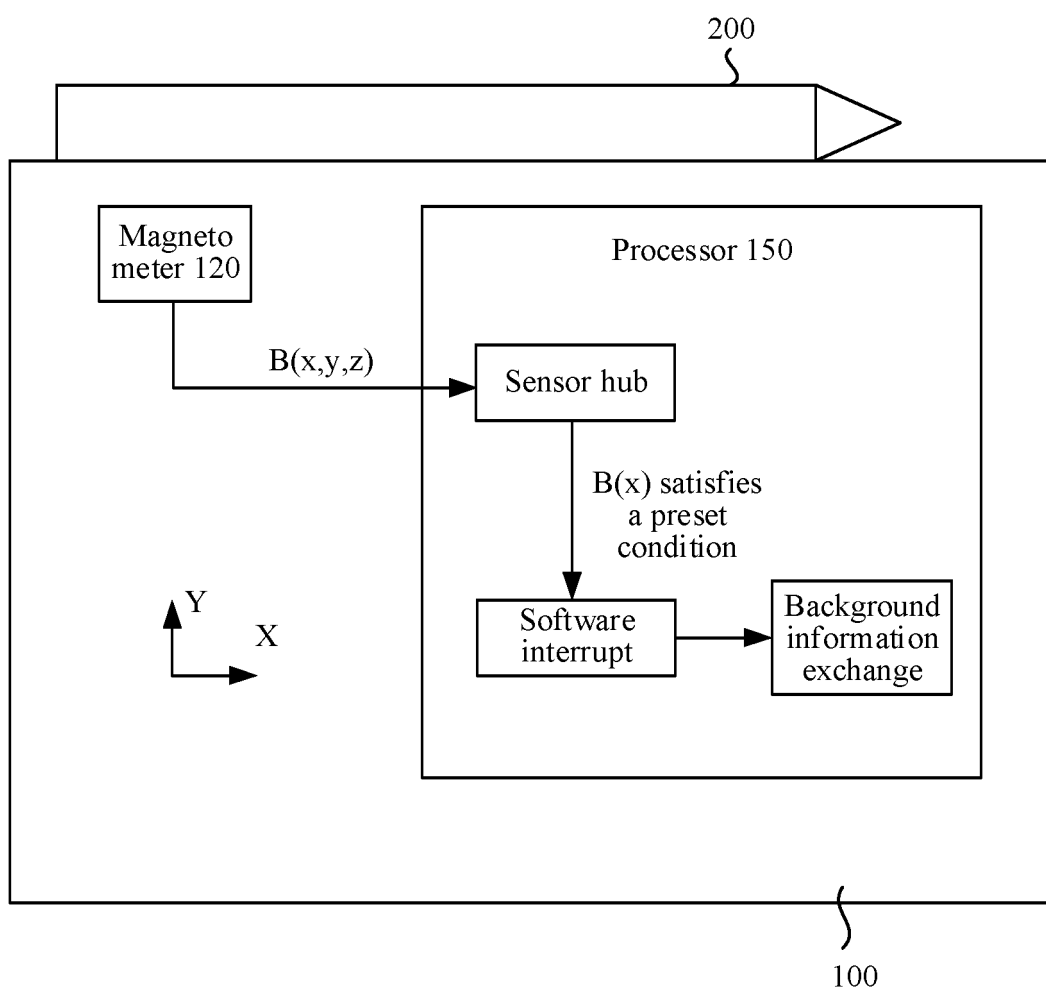 200
Magneto
meter 120
Processor 150
B(x,y,z)
Sensor hub
B(x) satisfies
a preset
condition
Y
X
Software
interrupt
Background
information
exchange
100